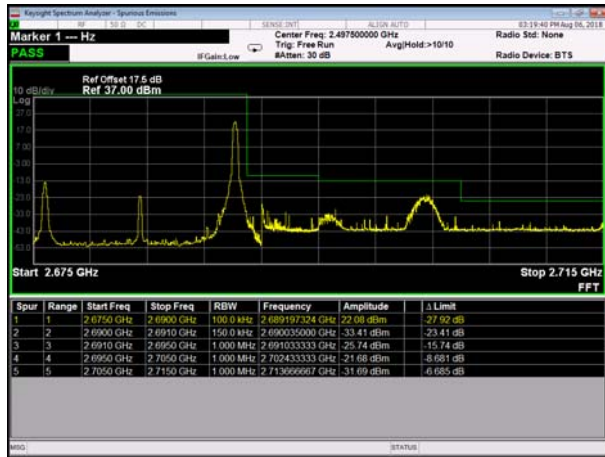 Keysight Spectrum Analyzer - Spurious Emissions
RF 50 Ω DC SENSE:INT ALIGN AUTO 03:19:40 PM Aug 06, 2018
Marker 1 --- Hz Center Freq: 2.497500000 GHz Radio Std: None
Trig: Free Run Avg|Hold:>10/10
PASS IFGain:Low #Atten: 30 dB Radio Device: BTS
Ref Offset 17.5 dB
10 dB/div Ref 37.00 dBm
Log
27.0
17.0
7.00
-3.00
-13.0
-23.0
-33.0
-43.0
-53.0
Start 2.675 GHz Stop 2.715 GHz
FFT
Spur Range Start Freq Stop Freq RBW Frequency Amplitude Δ Limit
1 1 2.6750 GHz 2.6900 GHz 100.0 kHz 2.689197324 GHz 22.08 dBm -27.92 dB
2 2 2.6900 GHz 2.6910 GHz 150.0 kHz 2.690035000 GHz -33.41 dBm -23.41 dB
3 3 2.6910 GHz 2.6950 GHz 1.000 MHz 2.691033333 GHz -25.74 dBm -15.74 dB
4 4 2.6950 GHz 2.7050 GHz 1.000 MHz 2.702433333 GHz -21.68 dBm -8.681 dB
5 5 2.7050 GHz 2.7150 GHz 1.000 MHz 2.713666667 GHz -31.69 dBm -6.685 dB
MSG STATUS